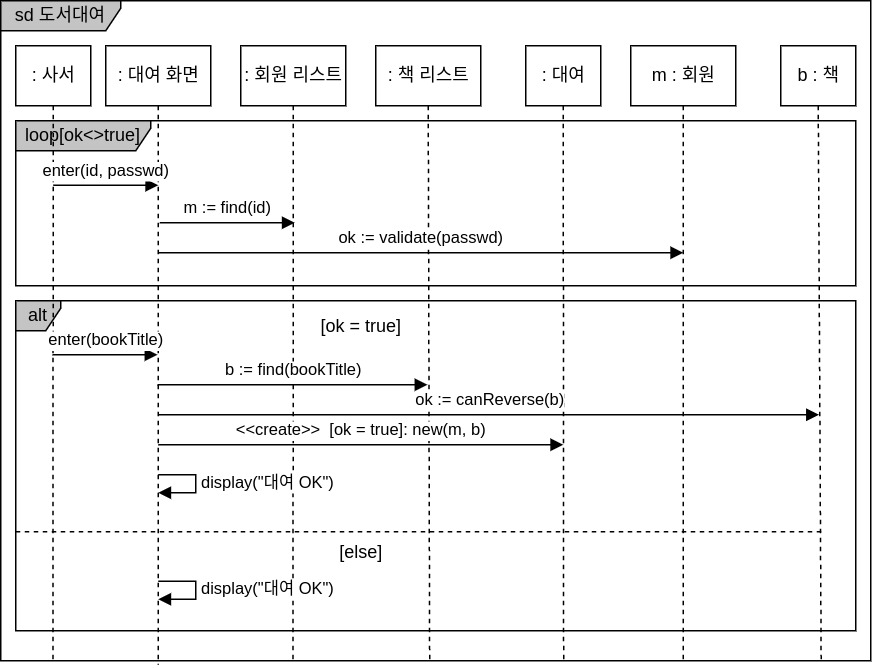 sd 도서대여
: 사서
: 대여 화면
: 회원 리스트
: 책 리스트
: 대여
m : 회원
b : 책
loop[ok<>true]
enter(id, passwd)
m := find(id)
ok := validate(passwd)
alt
[ok = true]
enter(bookTitle)
b := find(bookTitle)
ok := canReverse(b)
<<create>> [ok = true]: new(m, b)
display("대여 OK")
[else]
display("대여 OK")